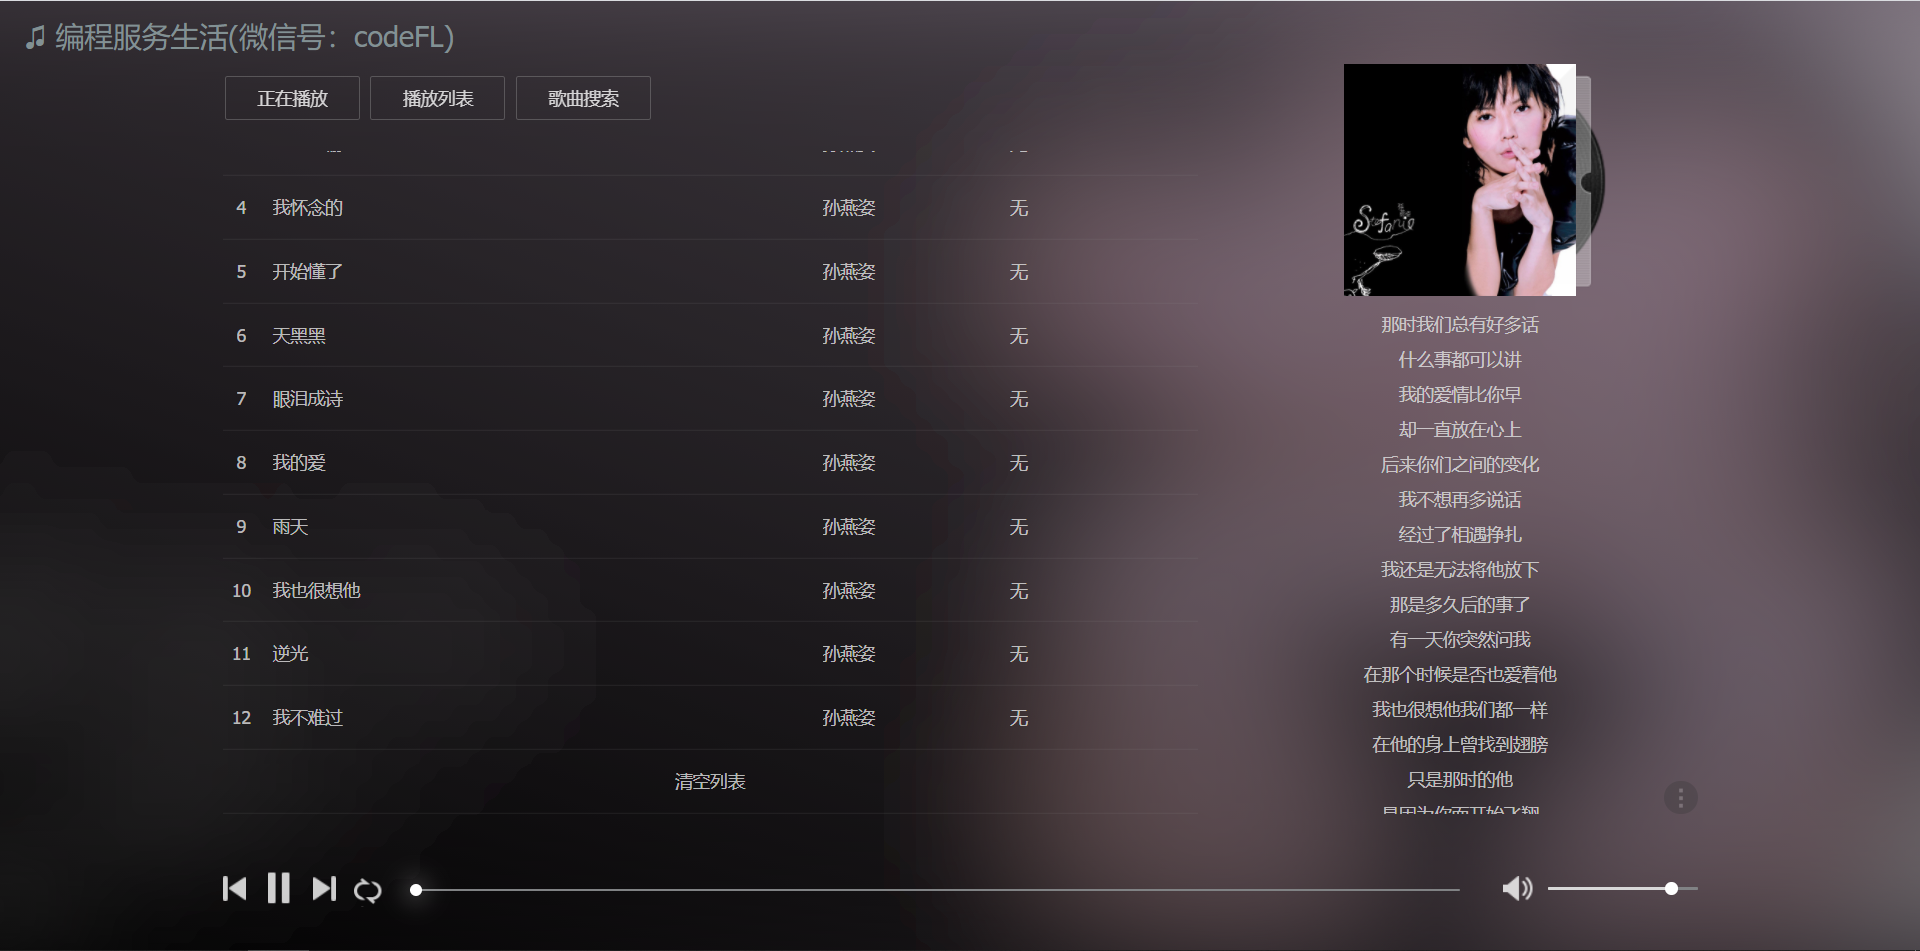 编程服务生活(微信号：codeFL)
正在播放 播放列表 歌曲搜索
4 我怀念的 孙燕姿 无
5 开始懂了 孙燕姿 无
6 天黑黑 孙燕姿 无
7 眼泪成诗 孙燕姿 无
8 我的爱 孙燕姿 无
9 雨天 孙燕姿 无
10 我也很想他 孙燕姿 无
11 逆光 孙燕姿 无
12 我不难过 孙燕姿 无
清空列表
Stefanie
那时我们总有好多话
什么事都可以讲
我的爱情比你早
却一直放在心上
后来你们之间的变化
我不想再多说话
经过了相遇挣扎
我还是无法将他放下
那是多久后的事了
有一天你突然问我
在那个时候是否也爱着他
我也很想他我们都一样
在他的身上曾找到翅膀
只是那时的他
是因为你而开始飞翔